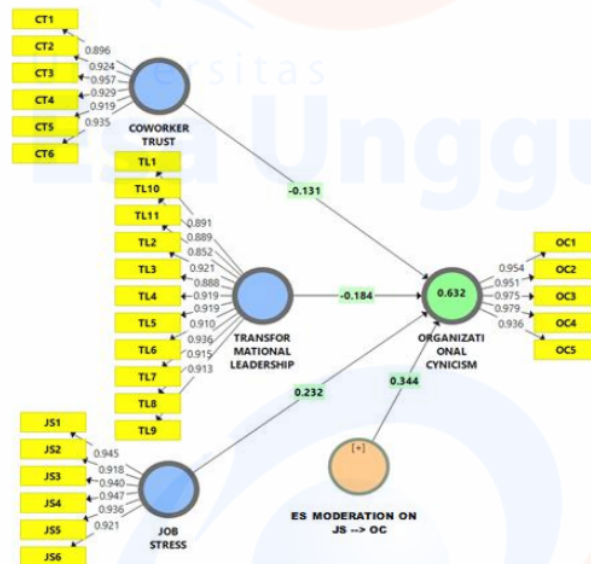 Universitas
Esa Unggu
CT1
CT2
CT3
CT4
CT5
CT6
0.896
0.924
0.957
0.929
0.919
0.935
COWORKER
TRUST
-0.131
TL1
TL10
TL11
TL2
TL3
TL4
TL5
TL6
TL7
TL8
TL9
0.891
0.889
0.852
0.921
0.888
0.919
0.919
0.910
0.936
0.915
0.913
TRANSFOR
MATIONAL
LEADERSHIP
-0.184
0.632
ORGANIZATI
ONAL
CYNICISM
0.954
0.951
0.975
0.979
0.936
OC1
OC2
OC3
OC4
OC5
0.232
0.344
JS1
JS2
JS3
JS4
JS5
JS6
0.945
0.918
0.940
0.947
0.936
0.921
JOB
STRESS
[+]
ES MODERATION ON
JS --> OC